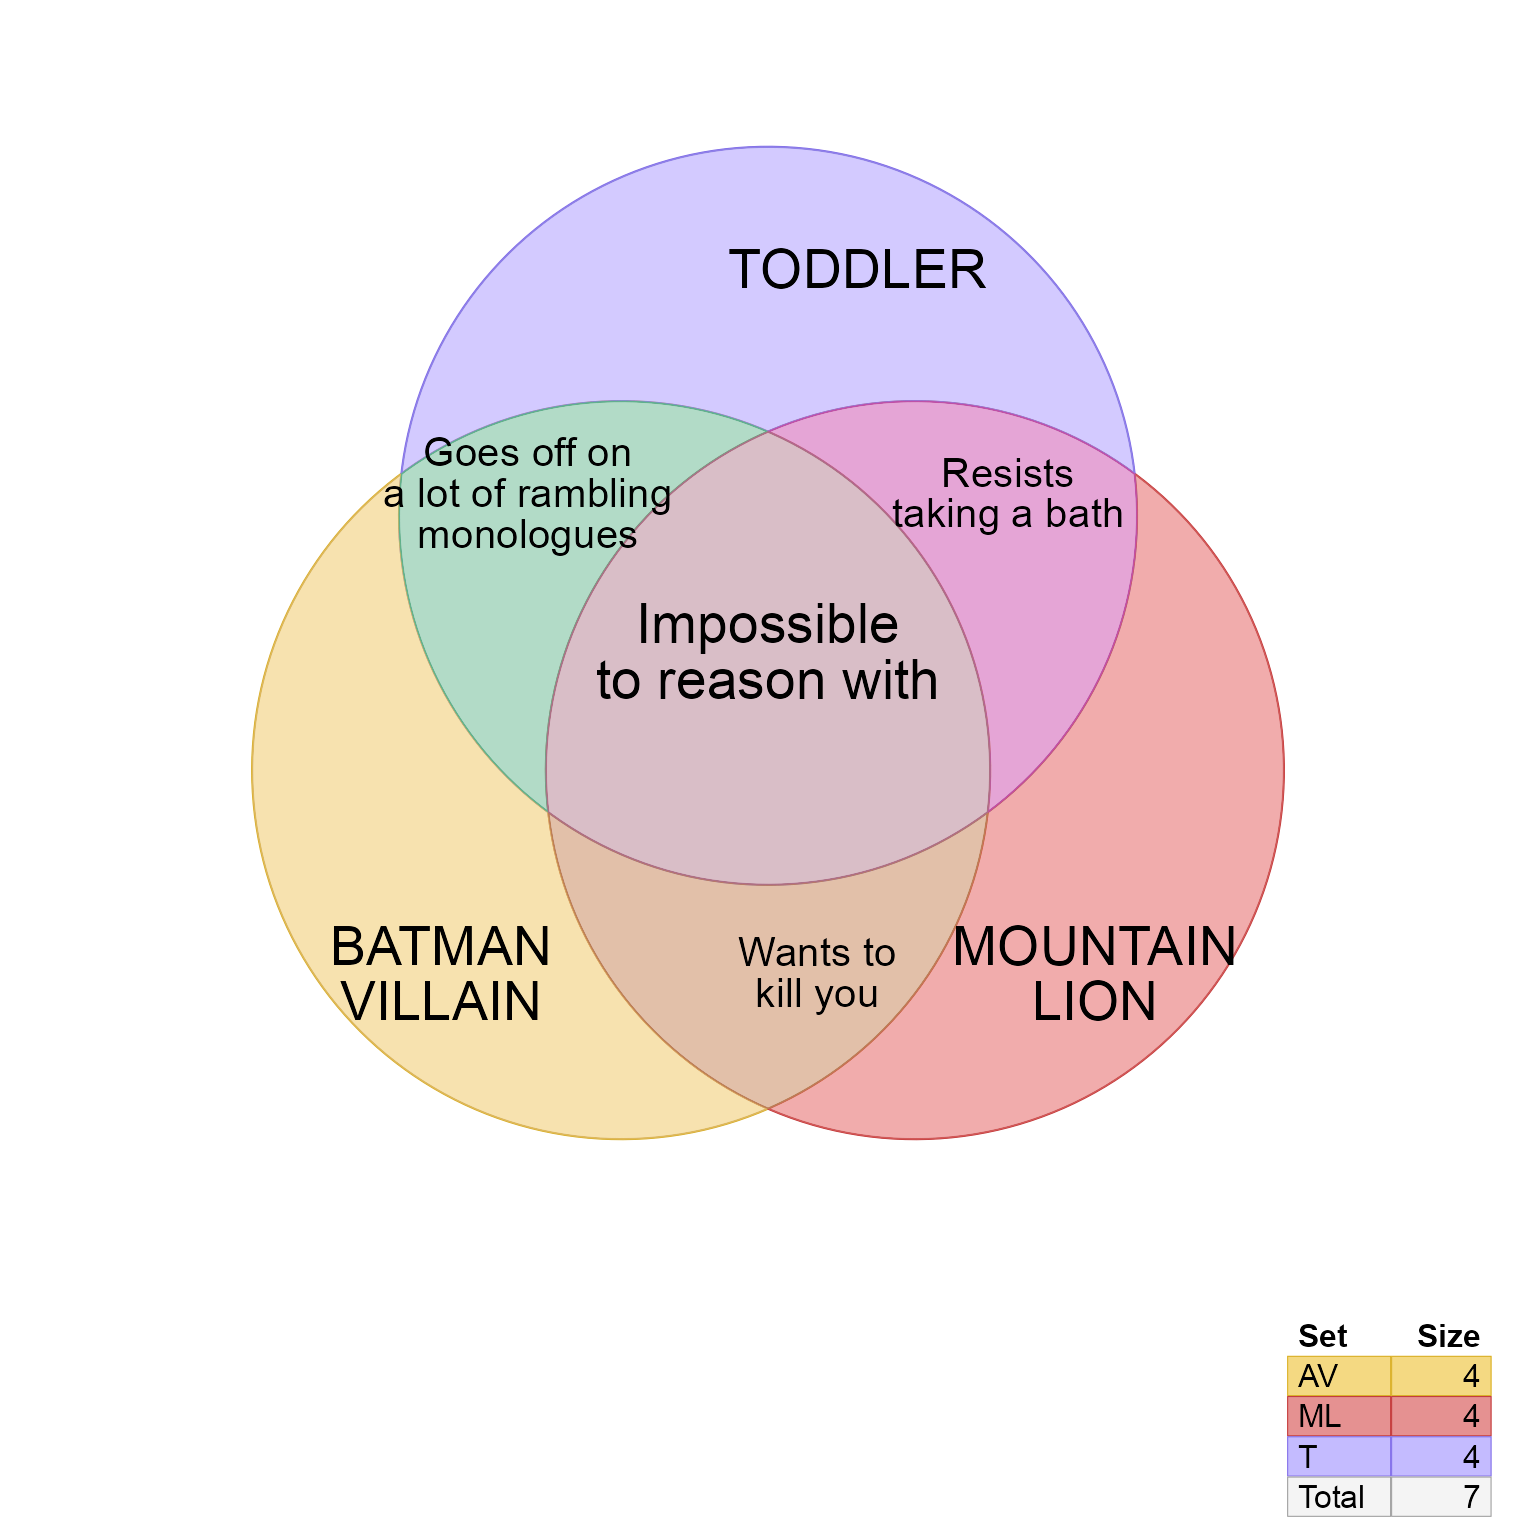 TODDLER
Goes off on
a lot of rambling
monologues
Resists
taking a bath
Impossible
to reason with
BATMAN
VILLAIN
Wants to
kill you
MOUNTAIN
LION
Set Size
AV 4
ML 4
T 4
Total 7